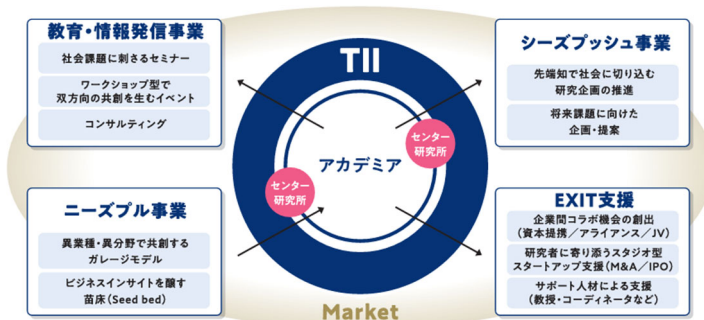 教育・情報発信事業
社会課題に刺さるセミナー
ワークショップ型で
双方向の共創を生むイベント
コンサルティング
TII
シーズプッシュ事業
先端知で社会に切り込む
研究企画の推進
将来課題に向けた
企画・提案
センター
研究所
アカデミア
センター
研究所
ニーズプル事業
異業種・異分野で共創する
ガレージモデル
ビジネスインサイトを醸す
苗床(Seed bed)
EXIT支援
企業間コラボ機会の創出
(資本提携/アライアンス/JV)
研究者に寄り添うスタジオ型
スタートアップ支援(M&A/IPO)
サポート人材による支援
(教授・コーディネータなど)
Market